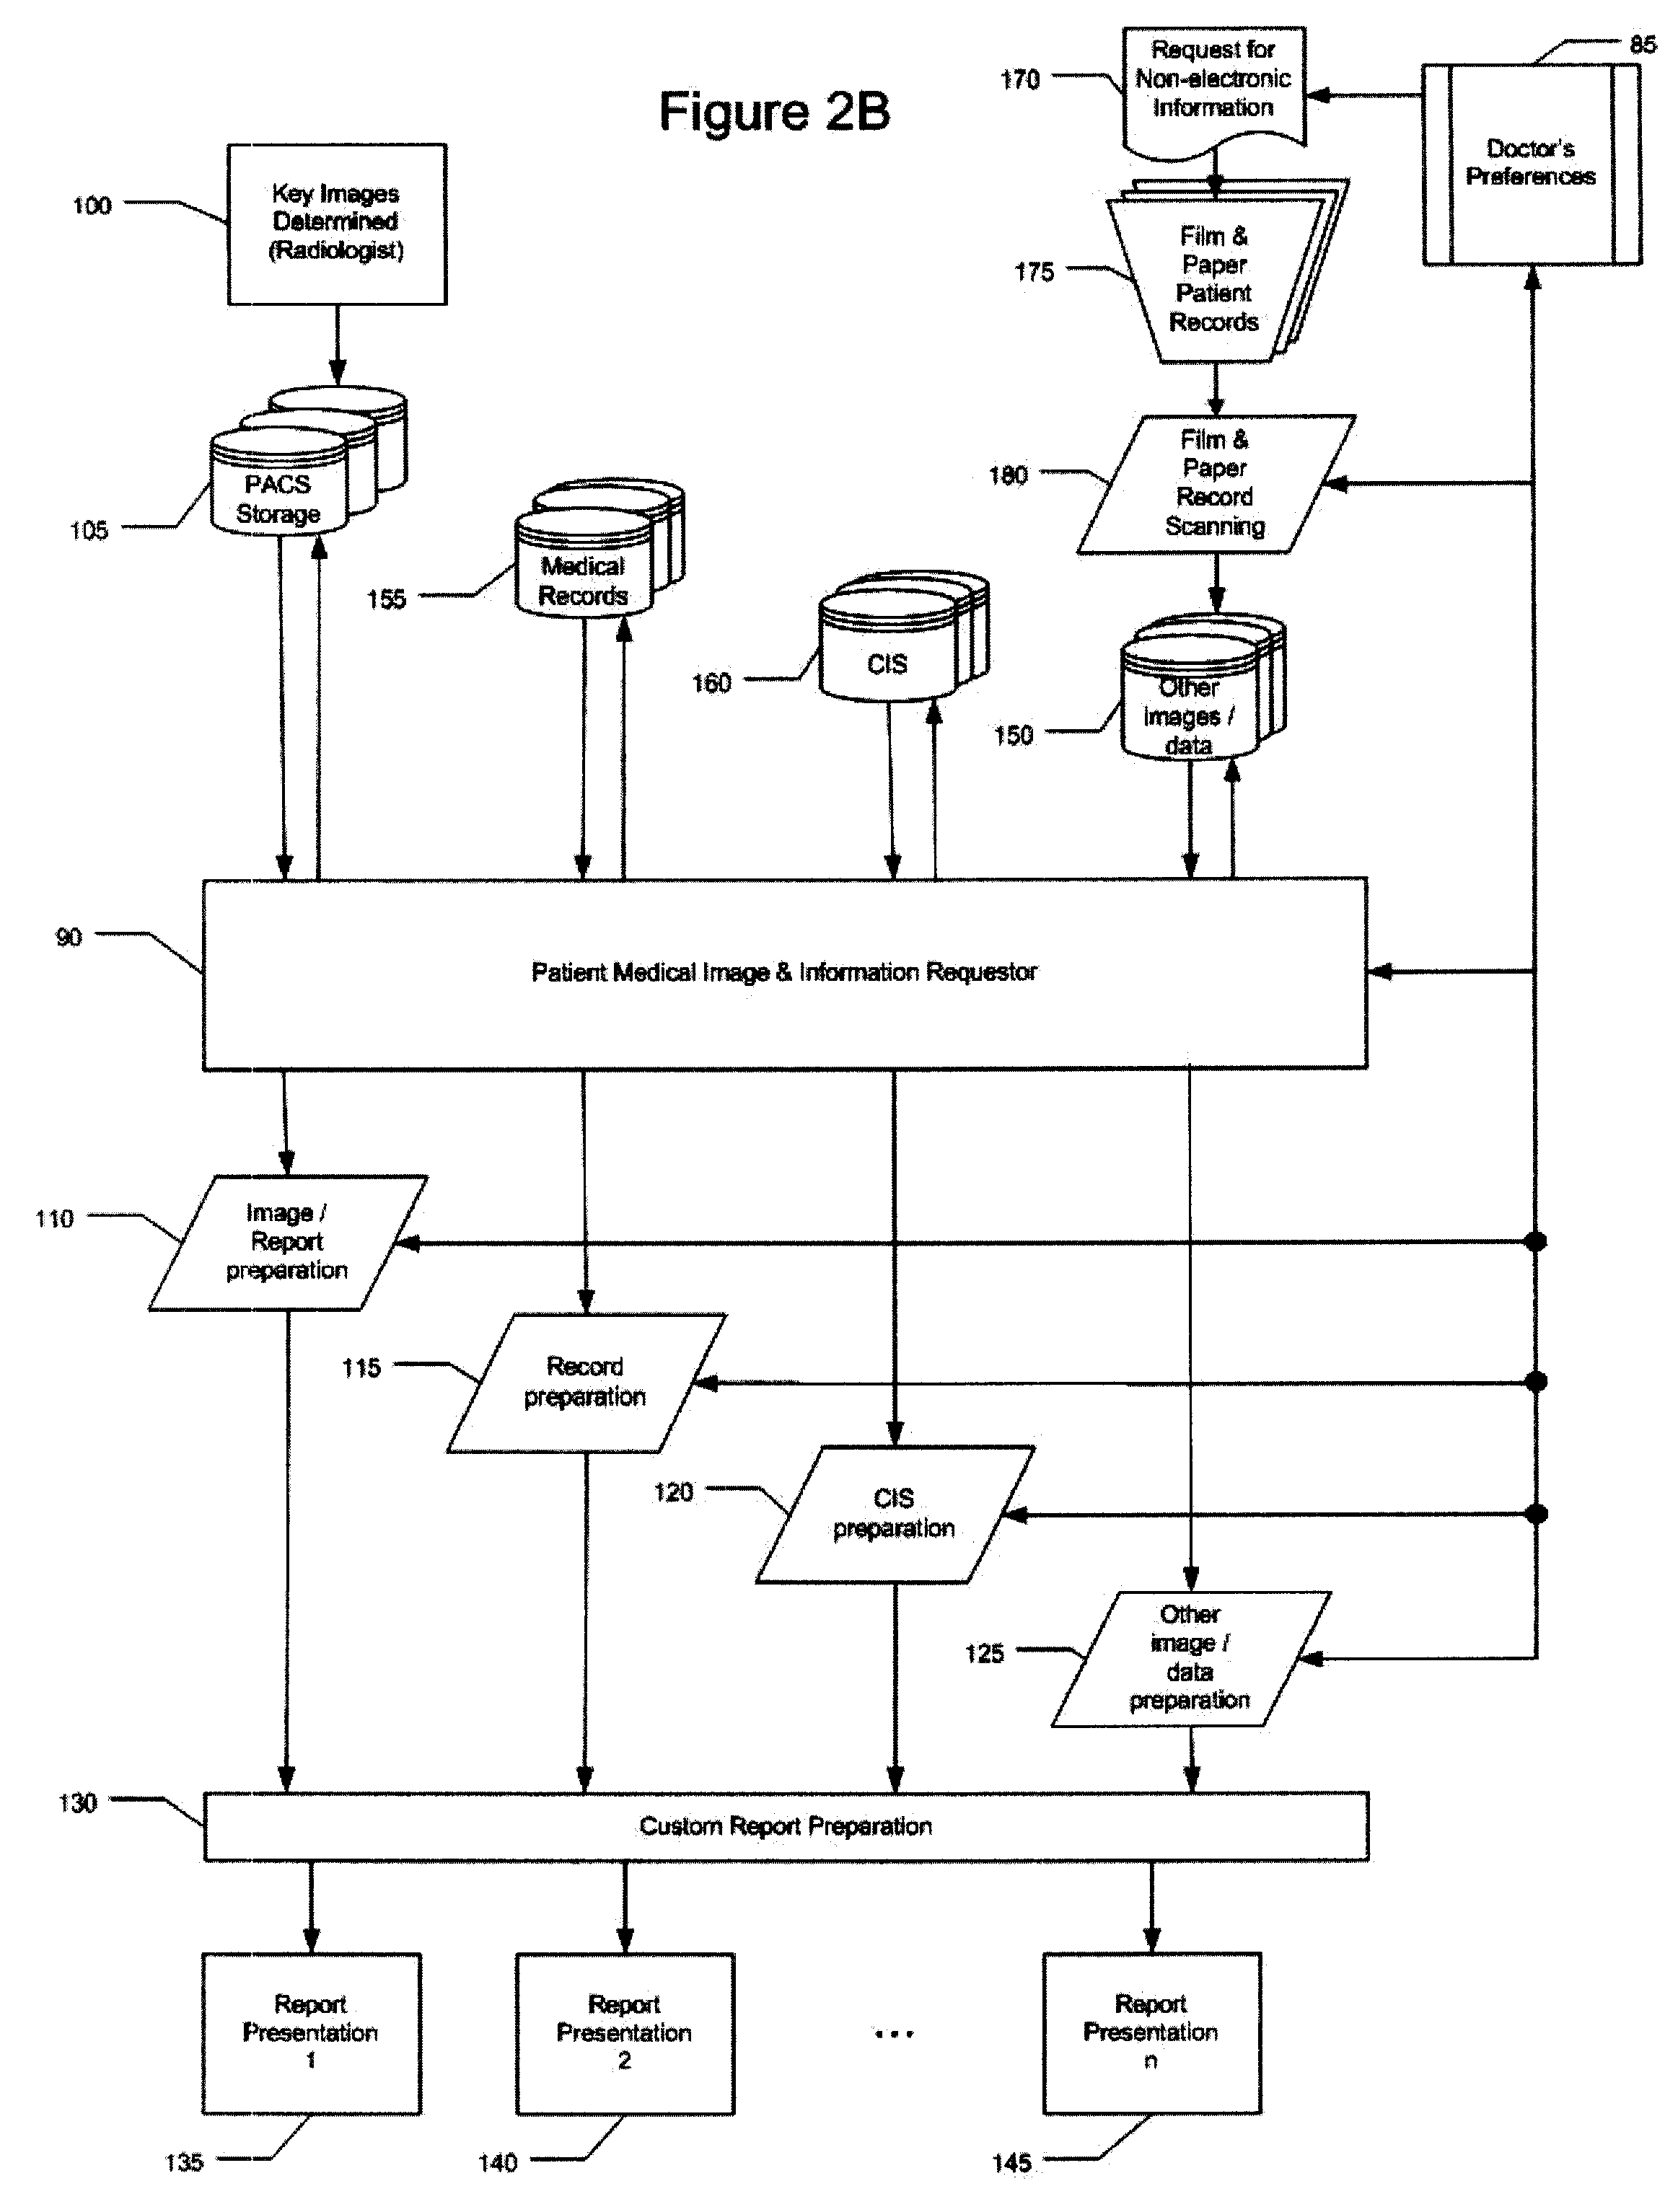 Figure 2B
85
170
Request for
Non-electronic
Information
Doctor's
Preferences
100
Key Images
Determined
(Radiologist)
175
Film &
Paper
Patient
Records
105
PACS
Storage
180
Film &
Paper
Record
Scanning
155
Medical
Records
160
CIS
150
Other
images /
data
90
Patient Medical Image & Information Requestor
110
Image /
Report
preparation
115
Record
preparation
120
CIS
preparation
125
Other
image /
data
preparation
130
Custom Report Preparation
Report
Presentation
1
Report
Presentation
2
...
Report
Presentation
n
135
140
145